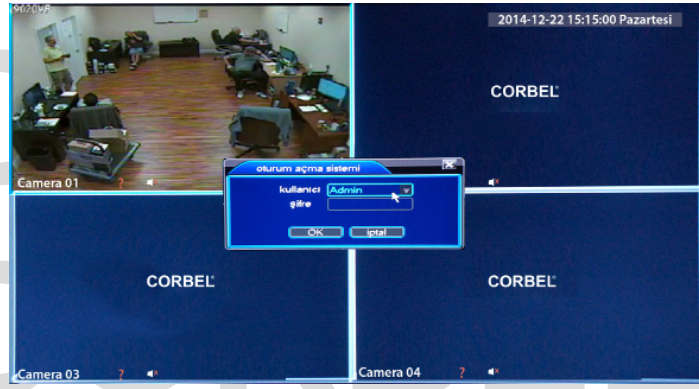 2014-12-22 15:15:00 Pazartesi
CORBEL
Camera 01 ?
oturum açma sistemi
kullanıcı Admin
şifre
OK iptal
CORBEL
CORBEL
Camera 03 ?
Camera 04 ?